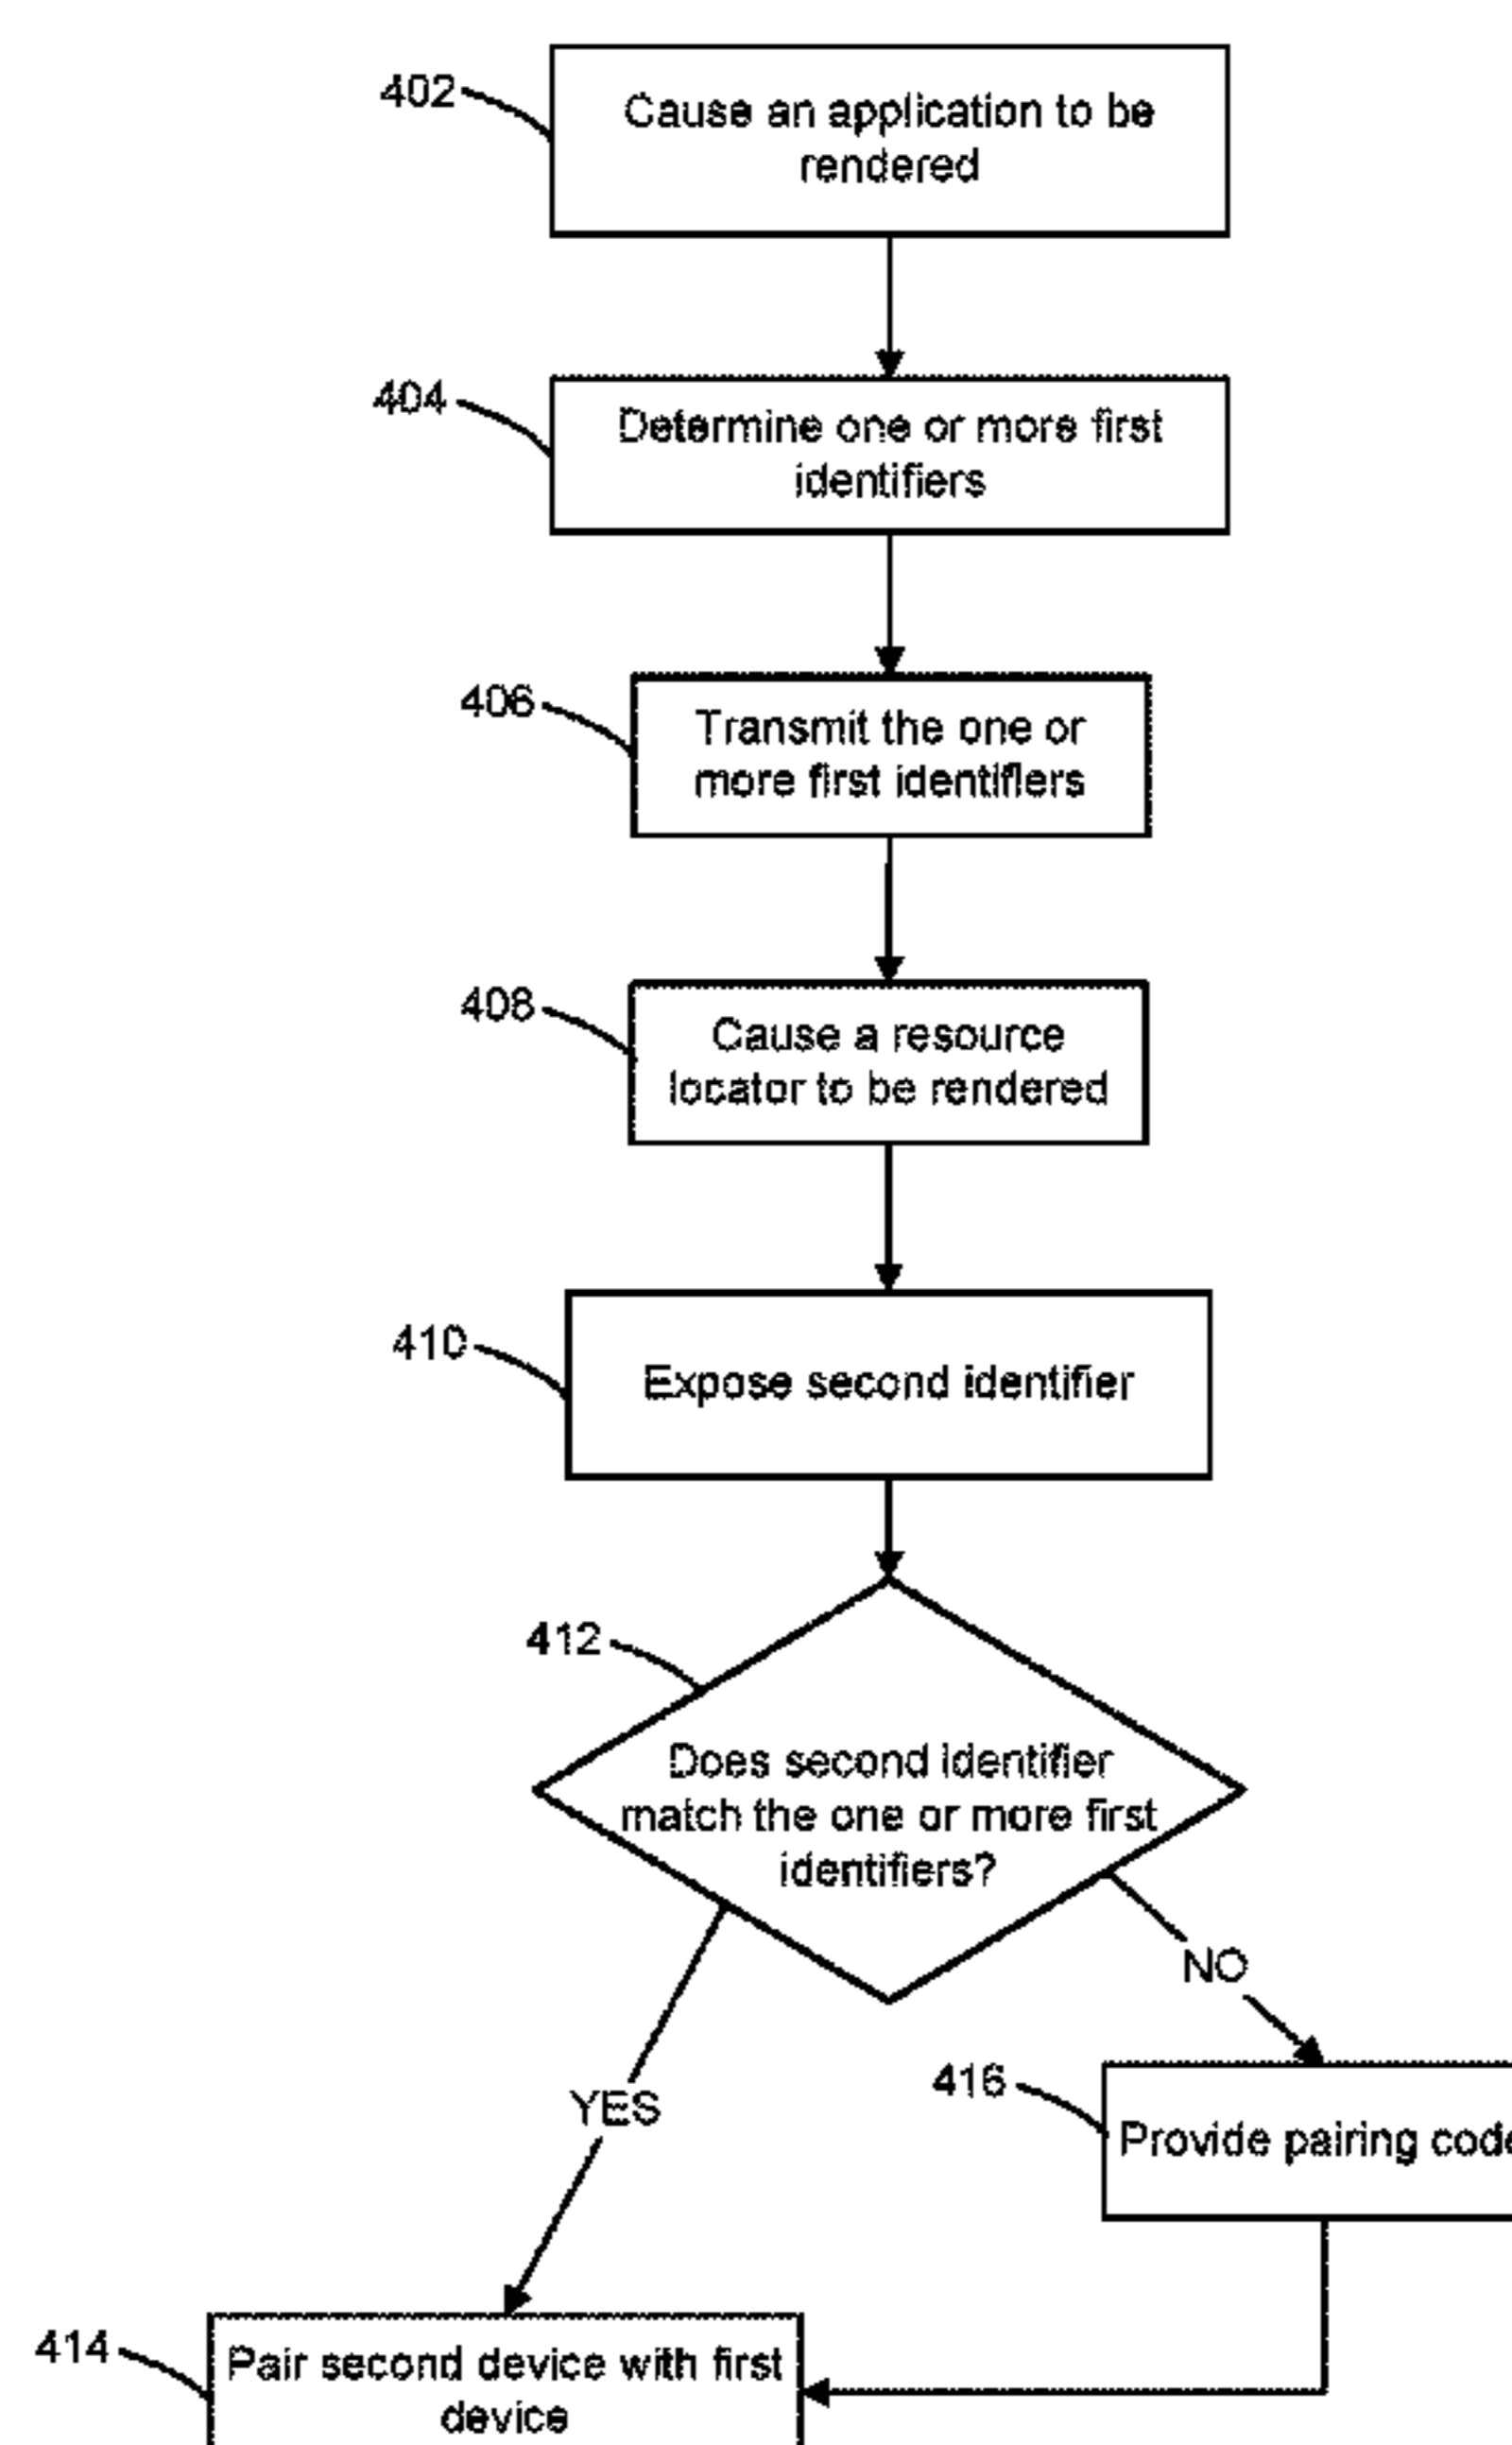 402
Cause an application to be
rendered
404
Determine one or more first
identifiers
406
Transmit the one or
more first identifiers
408
Cause a resource
locator to be rendered
410
Expose second identifier
412
Does second identifier
match the one or more first
identifiers?
NO
YES
416
Provide pairing code
414
Pair second device with first
device